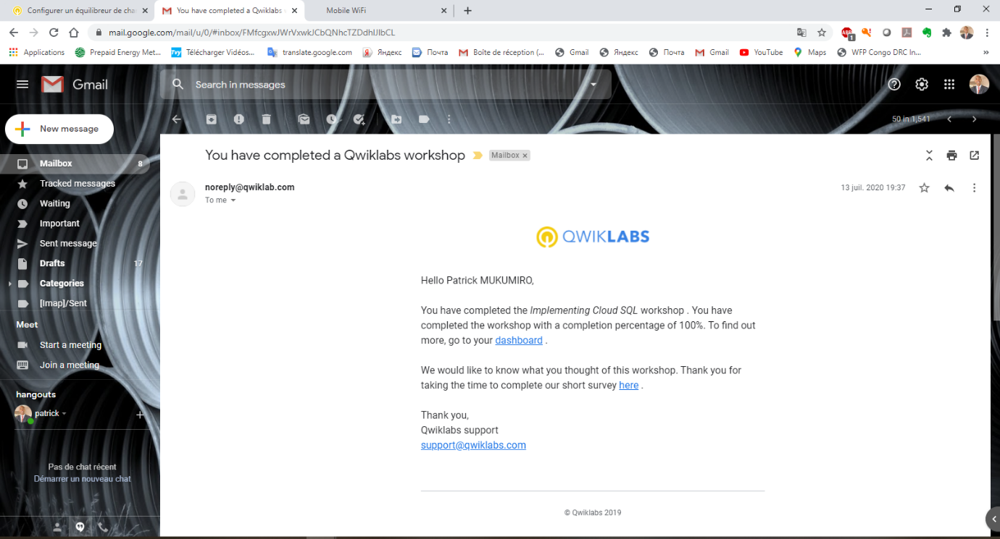 Configurer un équilibreur de cha
You have completed a Qwiklabs
Mobile WiFi
mail.google.com/mail/u/0/#inbox/FMfcgxwJWrVxwkJCbQNhcTZDdhlJlbCL
ABP
1
Applications
Prepaid Energy Met...
Tvy
Télécharger Vidéos...
translate.google.com
Яндекс
Почта
Boîte de réception (...
Gmail
Яндекс
Почта
Gmail
YouTube
Maps
WFP Congo DRC In...
»
Gmail
Search in messages
50 in 1,541
New message
Mailbox 8
Tracked messages
Waiting
Important
Sent message
Drafts 17
Categories
[Imap]/Sent
Meet
Start a meeting
Join a meeting
hangouts
patrick
Pas de chat récent
Démarrer un nouveau chat
You have completed a Qwiklabs workshop
Mailbox ×
noreply@qwiklab.com
13 juil. 2020 19:37
To me
QWIKLABS
Hello Patrick MUKUMIRO,
You have completed the Implementing Cloud SQL workshop . You have
completed the workshop with a completion percentage of 100%. To find out
more, go to your dashboard .
We would like to know what you thought of this workshop. Thank you for
taking the time to complete our short survey here .
Thank you,
Qwiklabs support
support@qwiklabs.com
© Qwiklabs 2019